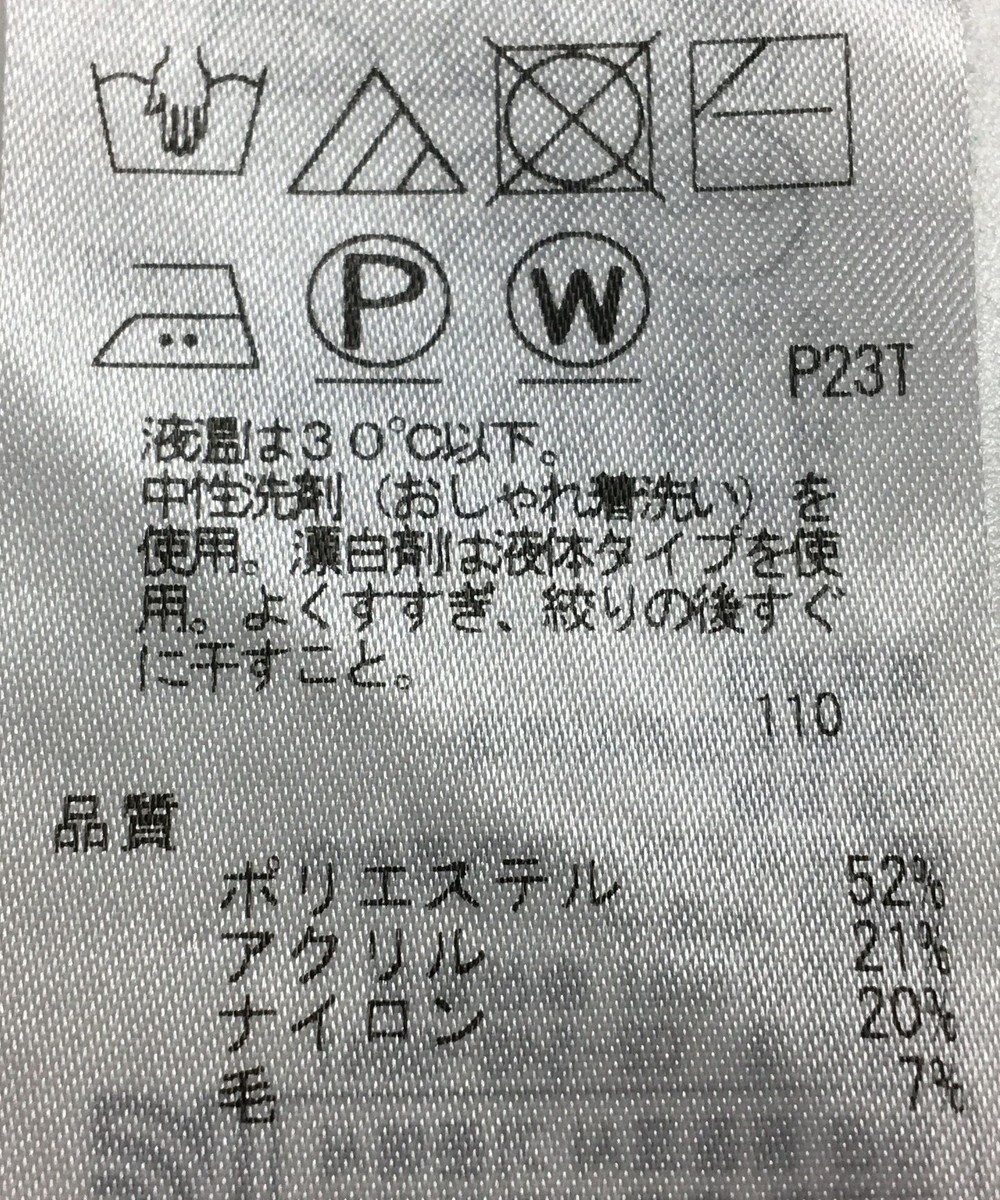 P W
P23T
液温は30℃以下。
中性洗剤(おしゃれ着洗い)を
使用。漂白剤は液体タイプを使
用。よくすすぎ、絞りの後すぐ
に干すこと。
110
品質
ポリエステル 52%
アクリル 21%
ナイロン 20%
毛 7%